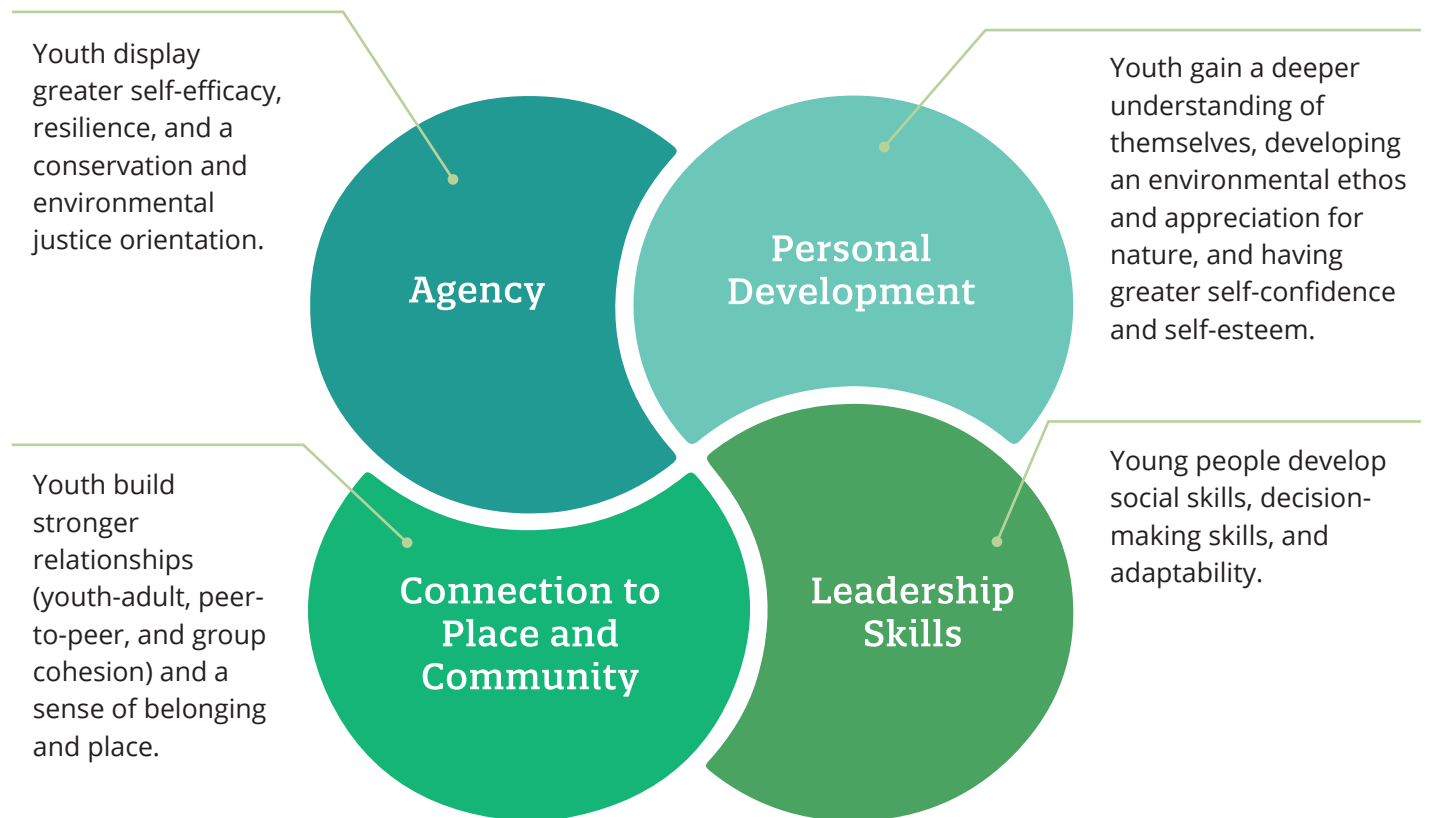 Youth display
greater self-efficacy,
resilience, and a
conservation and
environmental
justice orientation.
Agency
Personal
Development
Youth gain a deeper
understanding of
themselves, developing
an environmental ethos
and appreciation for
nature, and having
greater self-confidence
and self-esteem.
Youth build
stronger
relationships
(youth-adult, peer-
to-peer, and group
cohesion) and a
sense of belonging
and place.
Connection to
Place and
Community
Leadership
Skills
Young people develop
social skills, decision-
making skills, and
adaptability.